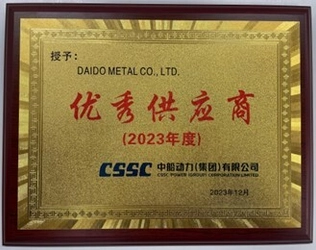 授予：
DAIDO METAL CO., LTD.
优秀供应商
(2023年度)
CSSC 中船动力(集团)有限公司
CSSC POWER (GROUP) CORPORATION LIMITED
2023年12月